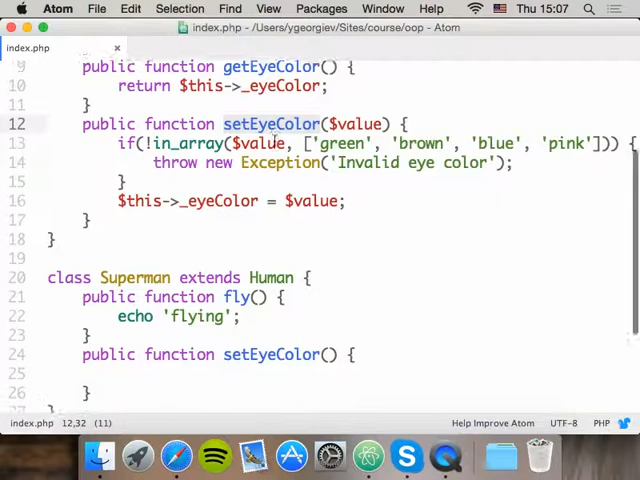 Atom File Edit Selection Find View Packages Window Help Thu 15:07
index.php - /Users/ygeorgiev/Sites/course/oop - Atom
index.php
9 public function getEyeColor() {
10 return $this->_eyeColor;
11 }
12 public function setEyeColor($value) {
13 if(!in_array($value, ['green', 'brown', 'blue', 'pink'])) {
14 throw new Exception('Invalid eye color');
15 }
16 $this->_eyeColor = $value;
17 }
18 }
19
20 class Superman extends Human {
21 public function fly() {
22 echo 'flying';
23 }
24 public function setEyeColor() {
25
26 }
27 }
index.php 12,32 (11) Help Improve Atom UTF-8 PHP